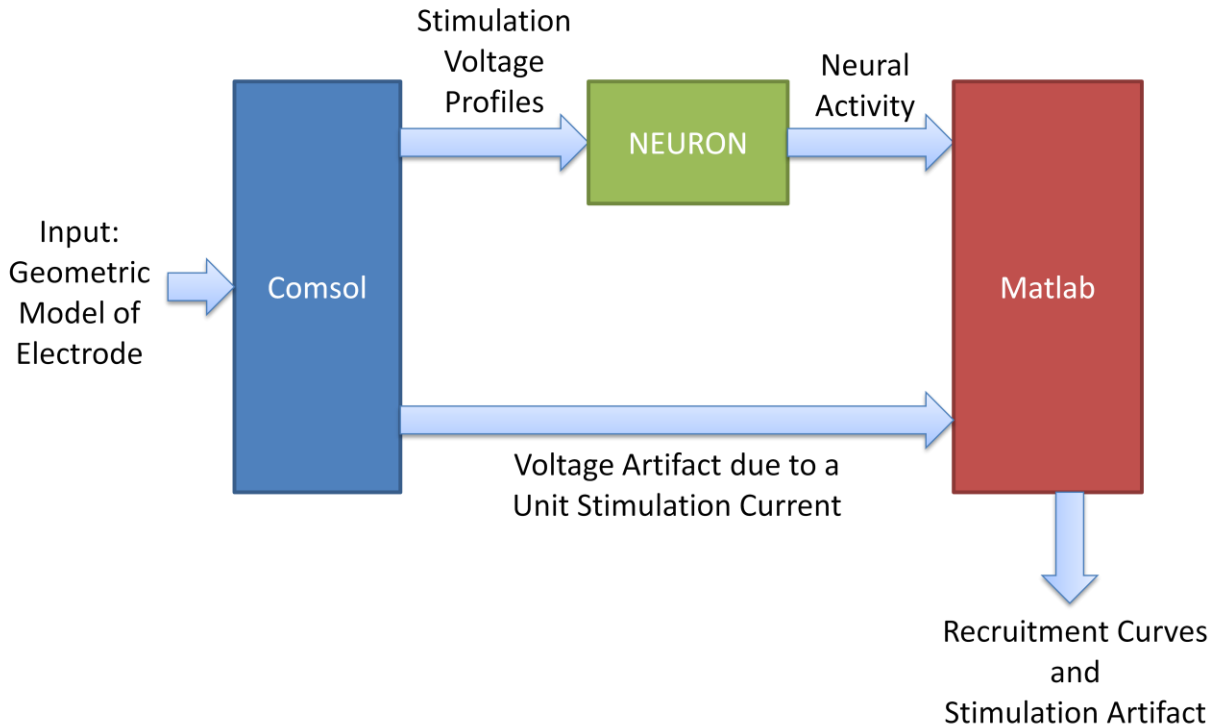 Stimulation
Voltage
Profiles
Neural
Activity
NEURON
Input:
Geometric
Model of
Electrode
Comsol
Matlab
Voltage Artifact due to a
Unit Stimulation Current
Recruitment Curves
and
Stimulation Artifact